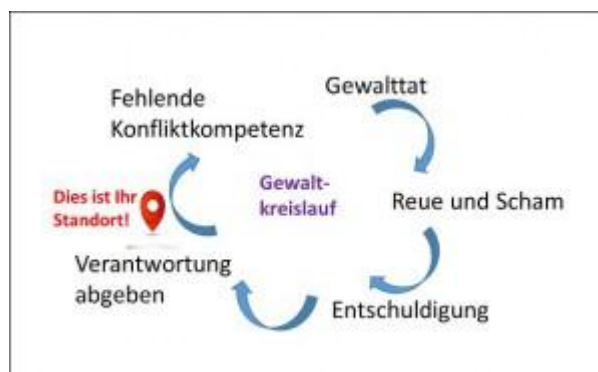 Gewalttat
Fehlende
Konfliktkompetenz
Gewalt-
kreislauf
Dies ist Ihr
Standort!
Reue und Scham
Verantwortung
abgeben
Entschuldigung